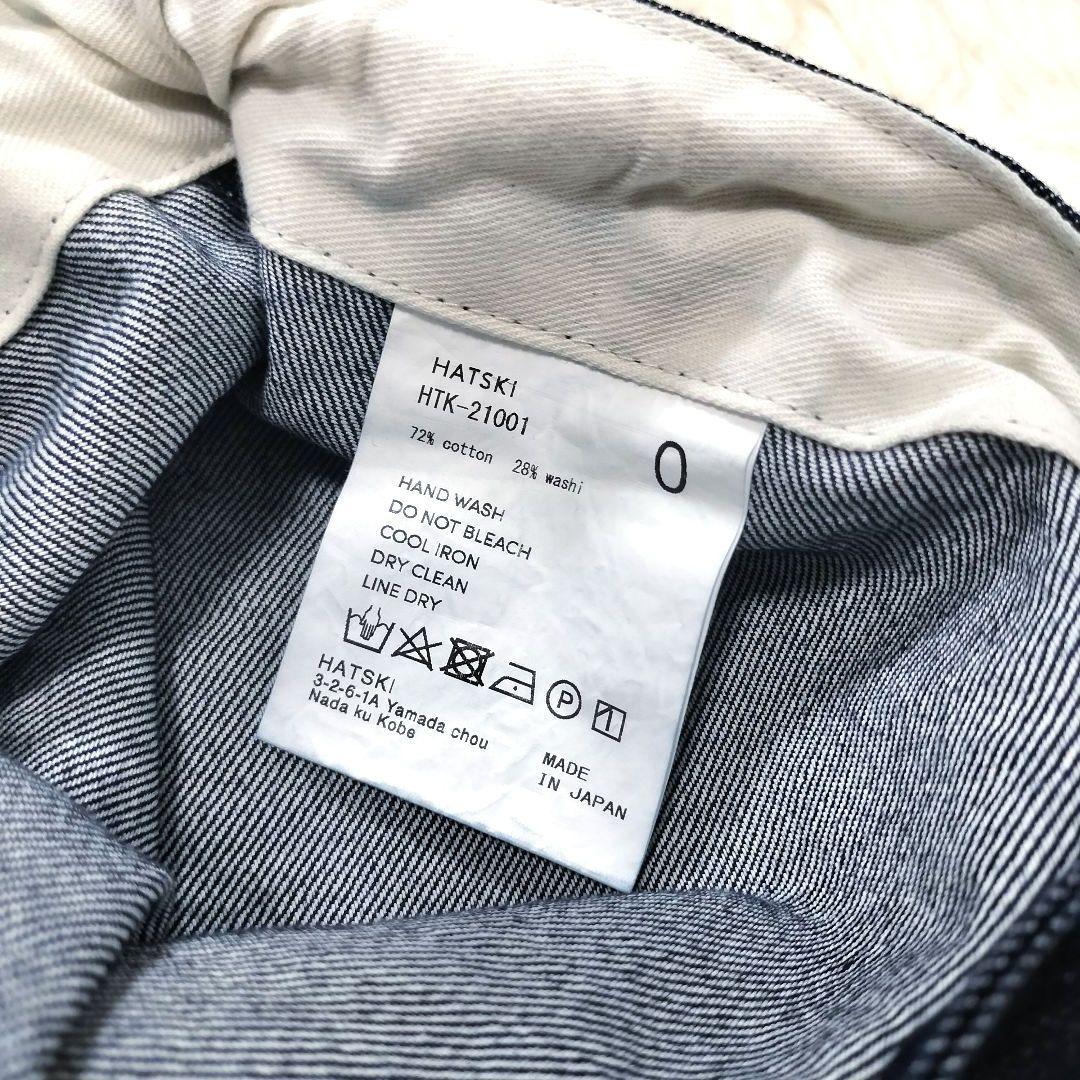 HATSKI
HTK-21001
0
72% cotton 28% washi
HAND WASH
DO NOT BLEACH
COOL IRON
DRY CLEAN
LINE DRY
P
HATSKI
3-2-6-1A Yamada chou
Nada ku Kobe
MADE
IN JAPAN